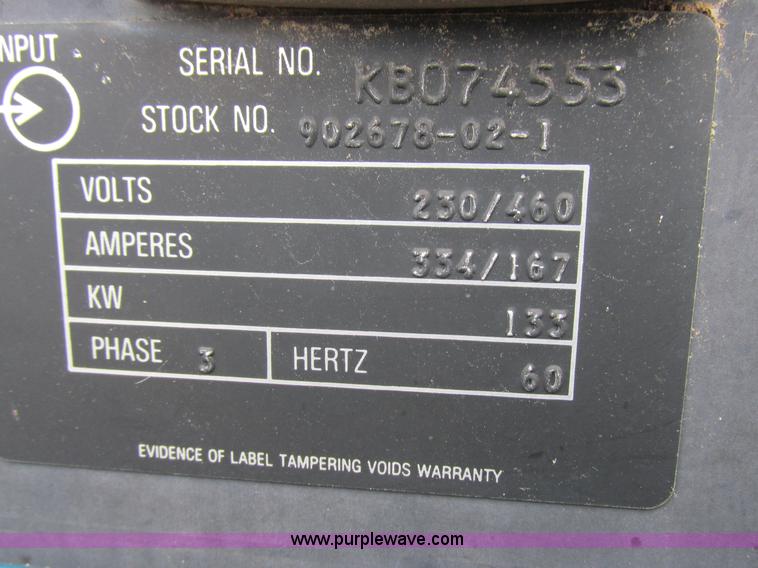 INPUT
SERIAL NO. KB074553
STOCK NO. 902678-02-1
VOLTS 230/460
AMPERES 334/167
KW 133
PHASE 3 HERTZ 60
EVIDENCE OF LABEL TAMPERING VOIDS WARRANTY
www.purplewave.com